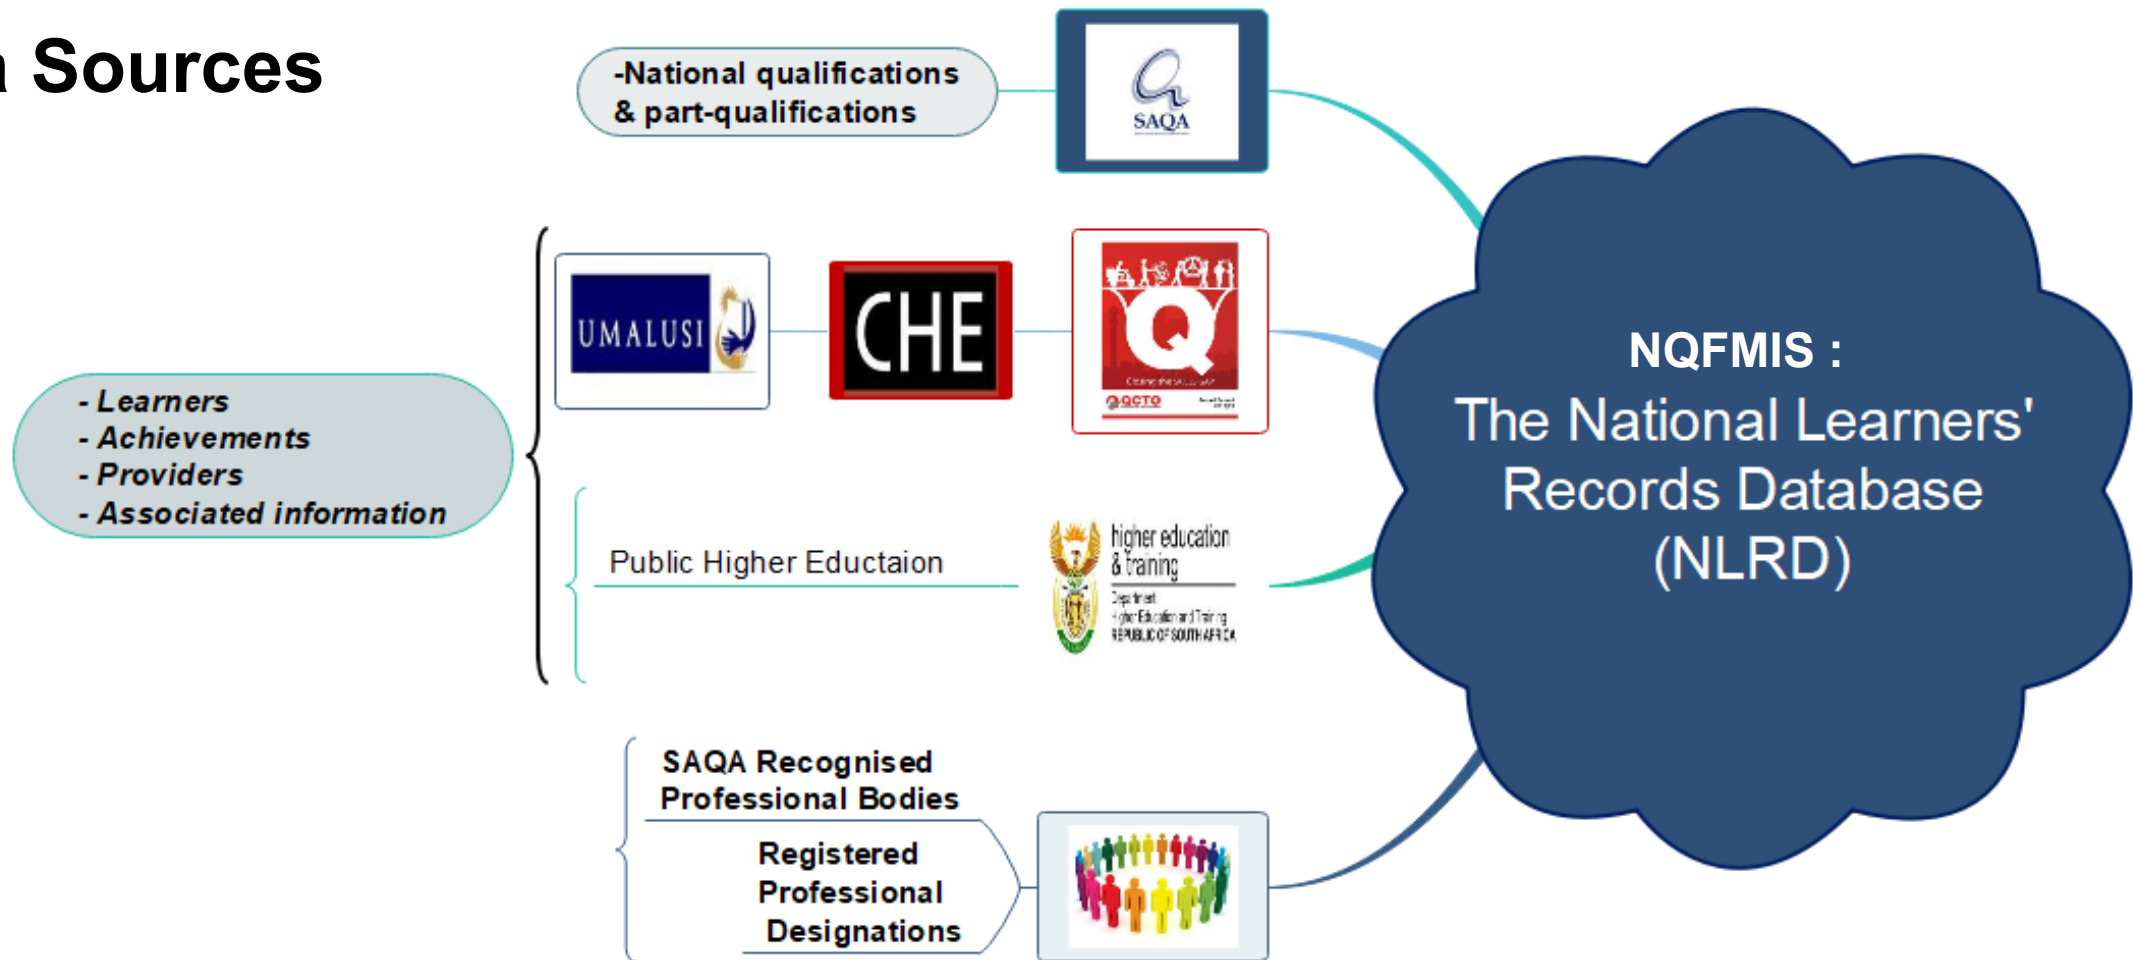 a Sources
-National qualifications
& part-qualifications
SAQA
UMALUSI
CHE
Q
QCTO
- Learners
- Achievements
- Providers
- Associated information
Public Higher Eductaion
higher education
& training
Department
Higher Education and Training
REPUBLIC OF SOUTH AFRICA
SAQA Recognised
Professional Bodies
Registered
Professional
Designations
NQFMIS :
The National Learners'
Records Database
(NLRD)